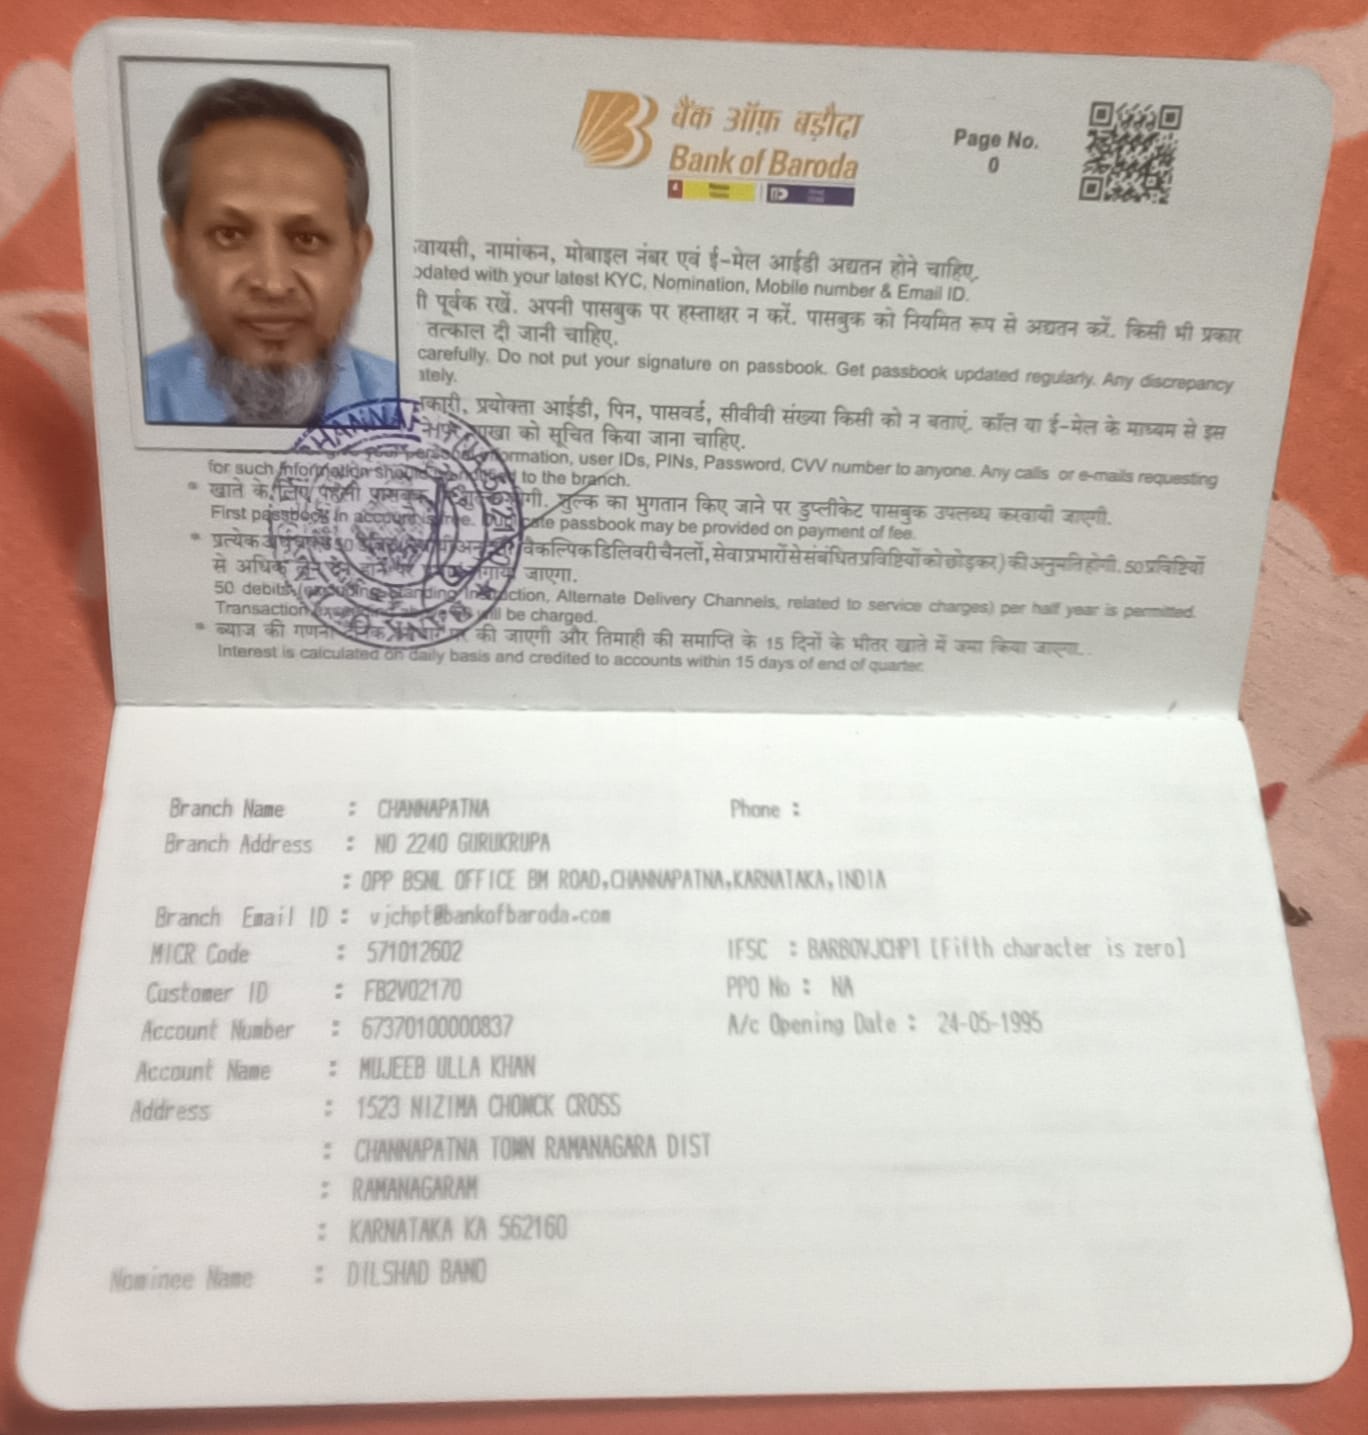 बैंक ऑफ़ बड़ौदा
Bank of Baroda
Page No.
0
वायसी, नामांकन, मोबाइल नंबर एवं ई-मेल आईडी अद्यतन होने चाहिए.
dated with your latest KYC, Nomination, Mobile number & Email ID.
पूर्वक रखें. अपनी पासबुक पर हस्ताक्षर न करें. पासबुक को नियमित रूप से अद्यतन करें. किसी भी प्रकार
तत्काल दी जानी चाहिए.
carefully. Do not put your signature on passbook. Get passbook updated regularly. Any discrepancy
ately.
कारी, प्रयोक्ता आईडी, पिन, पासवर्ड, सीवीवी संख्या किसी को न बताएं. कॉल या ई-मेल के माध्यम से इस
को सूचित किया जाना चाहिए.
information, user IDs, PINs, Password, CVV number to anyone. Any calls or e-mails requesting
for such information should to the branch.
* खाते के लिए पहली पासबुक शुल्क का भुगतान किए जाने पर डुप्लीकेट पासबुक उपलब्ध करवायी जाएगी.
First passbook in account is free. Duplicate passbook may be provided on payment of fee.
* प्रत्येक वैकल्पिक डिलिवरी चैनलों, सेवा प्रभारों से संबंधित प्रविष्टियों को छोड़कर) की अनुमति होगी. 50 प्रविष्टियों
से अधिक जाएगा.
50 debits (excluding Standing Instruction, Alternate Delivery Channels, related to service charges) per half year is permitted.
Transaction will be charged.
* ब्याज की गणना पर की जाएगी और तिमाही की समाप्ति के 15 दिनों के भीतर खाते में जमा किया जाएगा.
Interest is calculated on daily basis and credited to accounts within 15 days of end of quarter.
Branch Name : CHANNAPATNA Phone :
Branch Address : NO 2240 GURUKRUPA
: OPP BSNL OFFICE BM ROAD,CHANNAPATNA,KARNATAKA,INDIA
Branch Email ID : vjchpt@bankofbaroda.com
MICR Code : 571012602 IFSC : BARB0VJCHPT [Fifth character is zero]
Customer ID : FB2V02170 PPO No : NA
Account Number : 67370100000837 A/c Opening Date : 24-05-1995
Account Name : MUJEEB ULLA KHAN
Address : 1523 NIZIMA CHOWCK CROSS
: CHANNAPATNA TOWN RAMANAGARA DIST
: RAMANAGARAM
: KARNATAKA KA 562160
Nominee Name : DILSHAD BANO